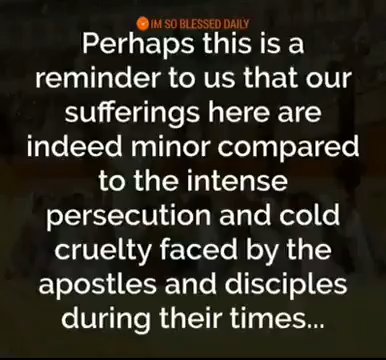 IM SO BLESSED DAILY
Perhaps this is a
reminder to us that our
sufferings here are
indeed minor compared
to the intense
persecution and cold
cruelty faced by the
apostles and disciples
during their times...